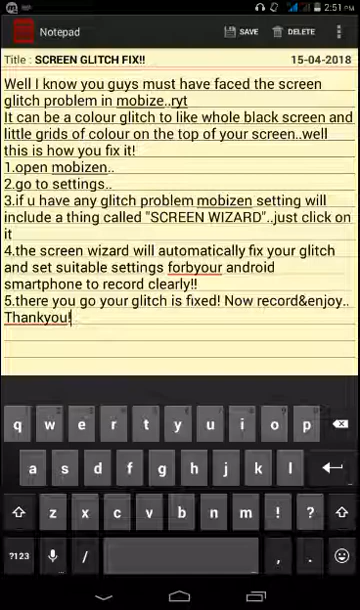 2:51 PM
Notepad SAVE DELETE
Title : SCREEN GLITCH FIX!! 15-04-2018
Well I know you guys must have faced the screen
glitch problem in mobize..ryt
It can be a colour glitch to like whole black screen and
little grids of colour on the top of your screen..well
this is how you fix it!
1.open mobizen..
2.go to settings..
3.if u have any glitch problem mobizen setting will
include a thing called "SCREEN WIZARD"..just click on
it
4.the screen wizard will automatically fix your glitch
and set suitable settings forbyour android
smartphone to record clearly!!
5.there you go your glitch is fixed! Now record&enjoy..
Thankyou!
q w e r t y u i o p
a s d f g h j k l
z x c v b n m ! ?
?123 / , .